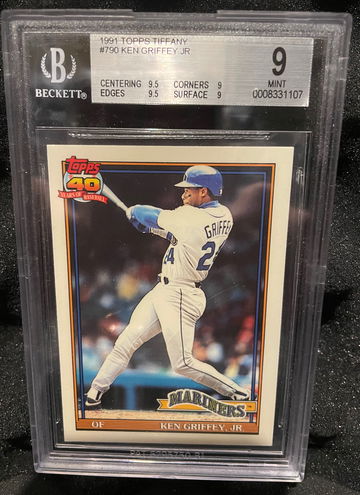 1991 TOPPS TIFFANY
#790 KEN GRIFFEY JR
B
BECKETT®
CENTERING 9.5 CORNERS 9
EDGES 9.5 SURFACE 9
9
MINT
0008331107
Topps
40
YEARS OF BASEBALL
GRIFFEY
24
24
MARINERS
OF KEN GRIFFEY, JR